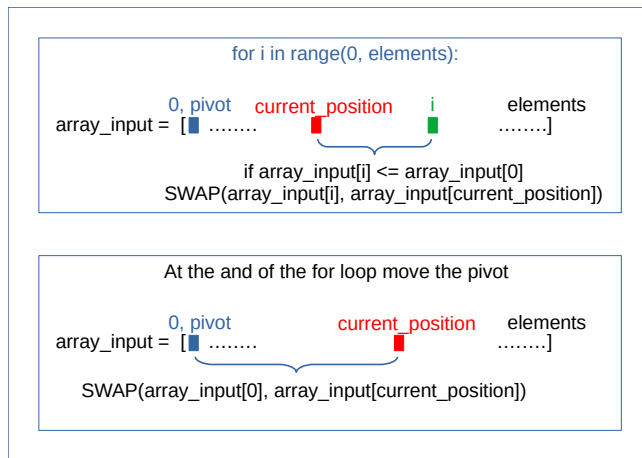 for i in range(0, elements):
0, pivot current_position i elements
array_input = [ ........ ........]
if array_input[i] <= array_input[0]
SWAP(array_input[i], array_input[current_position])
At the and of the for loop move the pivot
0, pivot current_position elements
array_input = [ ........ ........]
SWAP(array_input[0], array_input[current_position])